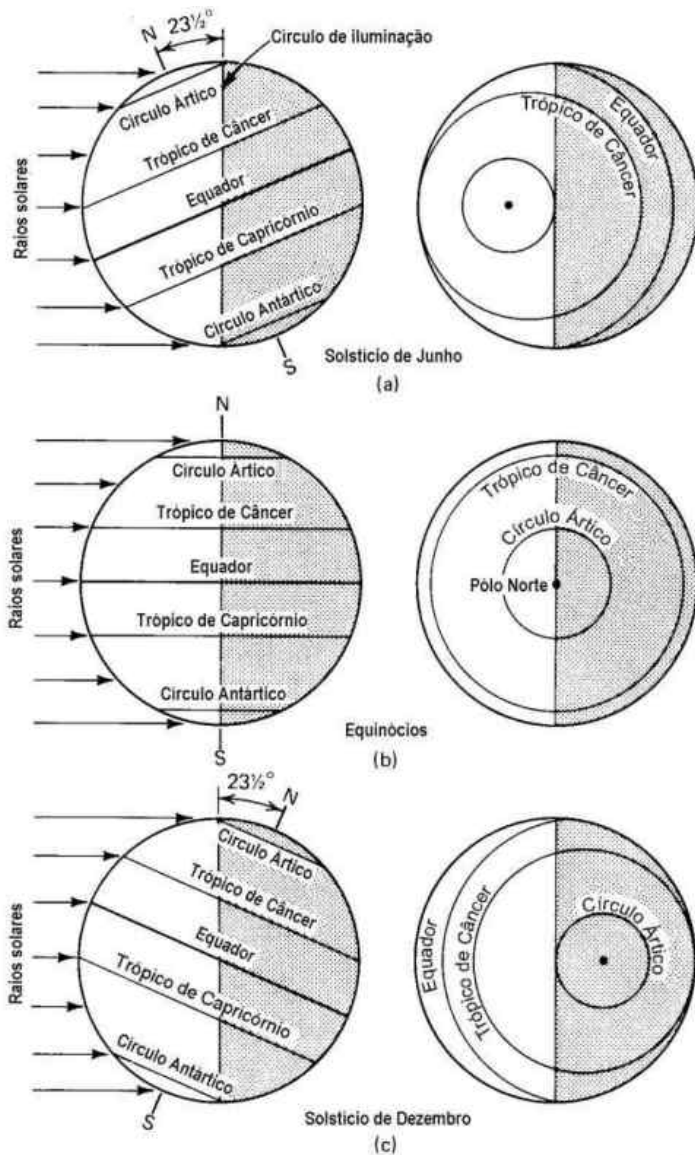 N
23½°
Círculo de iluminação
Raios solares
Círculo Àrtico
Trópico de Câncer
Equador
Trópico de Capricórnio
Círculo Antártico
S
Trópico de Câncer
Equador
Solstício de Junho
(a)
N
Raios solares
Círculo Àrtico
Trópico de Câncer
Equador
Trópico de Capricórnio
Círculo Antártico
S
Trópico de Câncer
Círculo Ártico
Pólo Norte
Equinócios
(b)
23½°
N
Raios solares
Círculo Ártico
Trópico de Câncer
Equador
Trópico de Capricórnio
Círculo Antártico
S
Equador
Trópico de Câncer
Círculo Ártico
Solstício de Dezembro
(c)